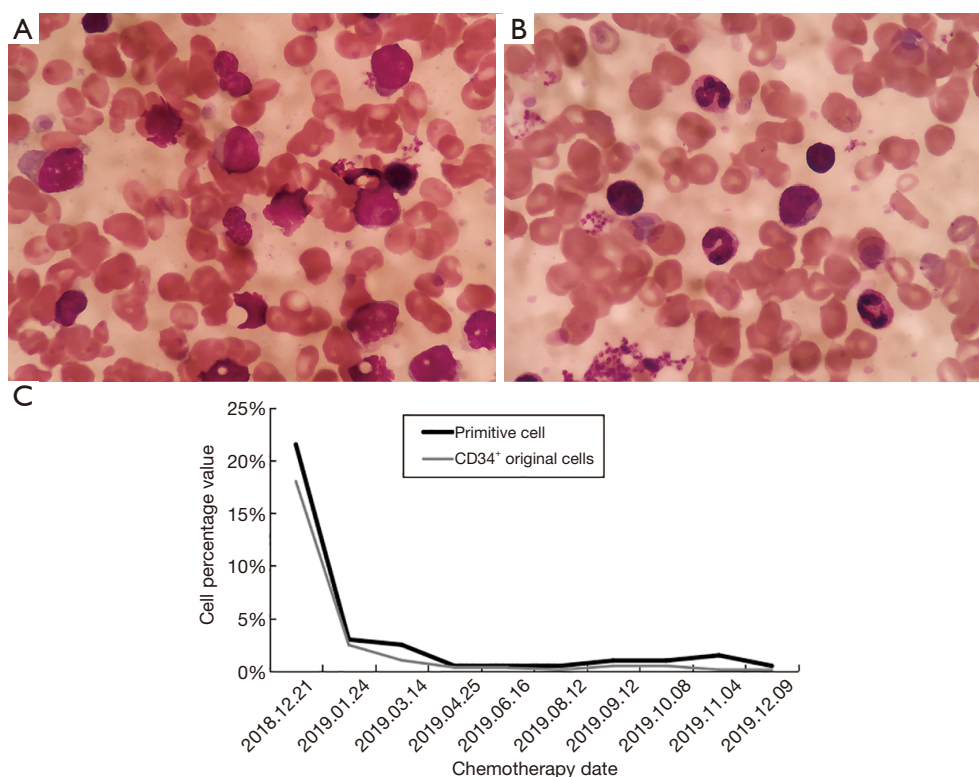 A
B
C
25%
20%
15%
10%
5%
0%
Cell percentage value
Primitive cell
CD34⁺ original cells
2018.12.21
2019.01.24
2019.03.14
2019.04.25
2019.06.16
2019.08.12
2019.09.12
2019.10.08
2019.11.04
2019.12.09
Chemotherapy date